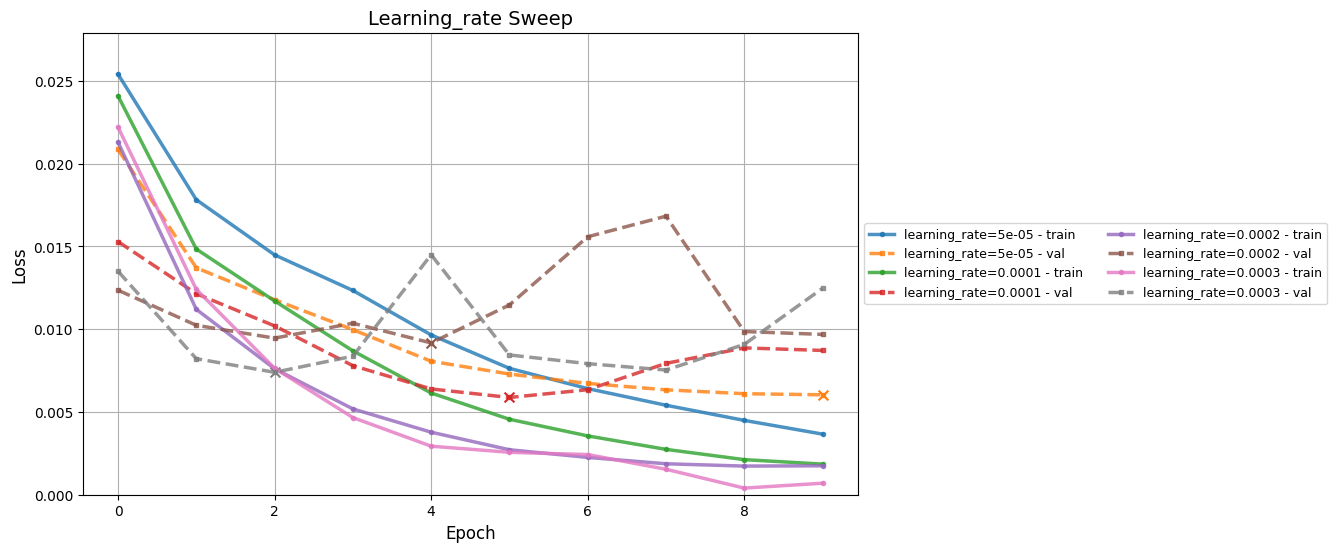 Learning_rate Sweep
Loss
0.025
0.020
0.015
0.010
0.005
0.000
0 2 4 6 8
Epoch
learning_rate=5e-05 - train
learning_rate=5e-05 - val
learning_rate=0.0001 - train
learning_rate=0.0001 - val
learning_rate=0.0002 - train
learning_rate=0.0002 - val
learning_rate=0.0003 - train
learning_rate=0.0003 - val